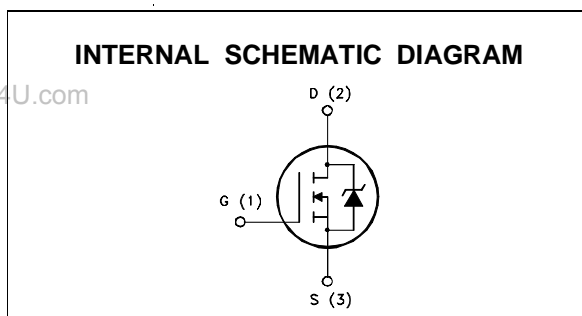 INTERNAL SCHEMATIC DIAGRAM
4U.com
D (2)
G (1)
S (3)